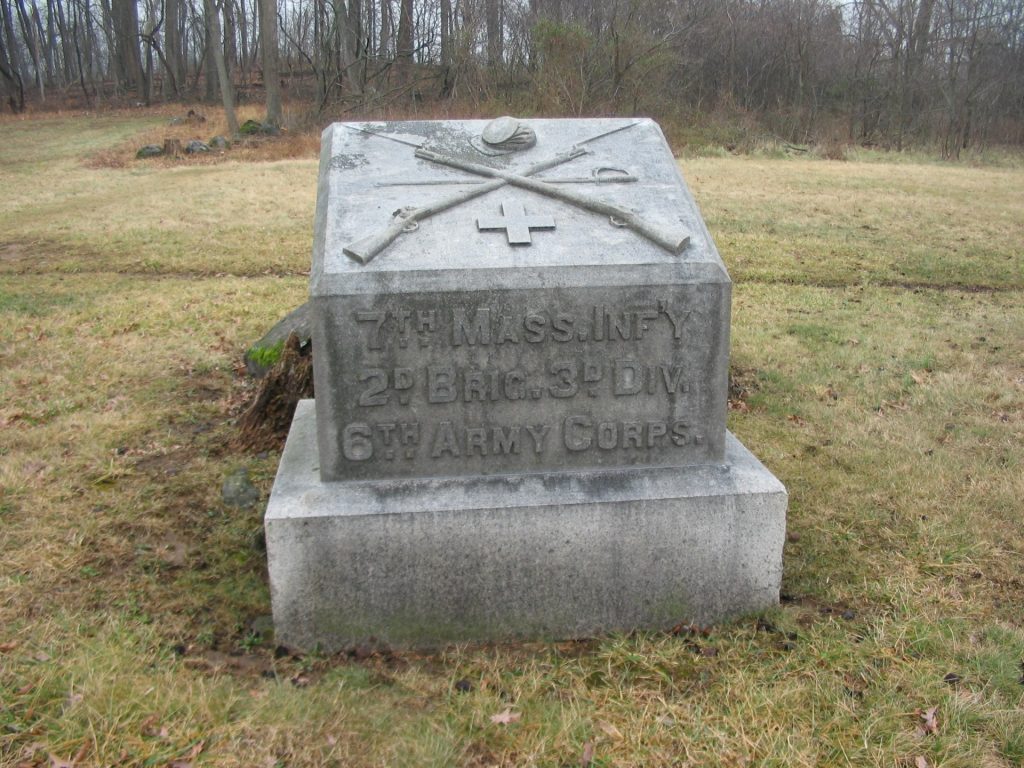 7TH MASS. INF'Y
2D BRIG. 3D DIV.
6TH ARMY CORPS.